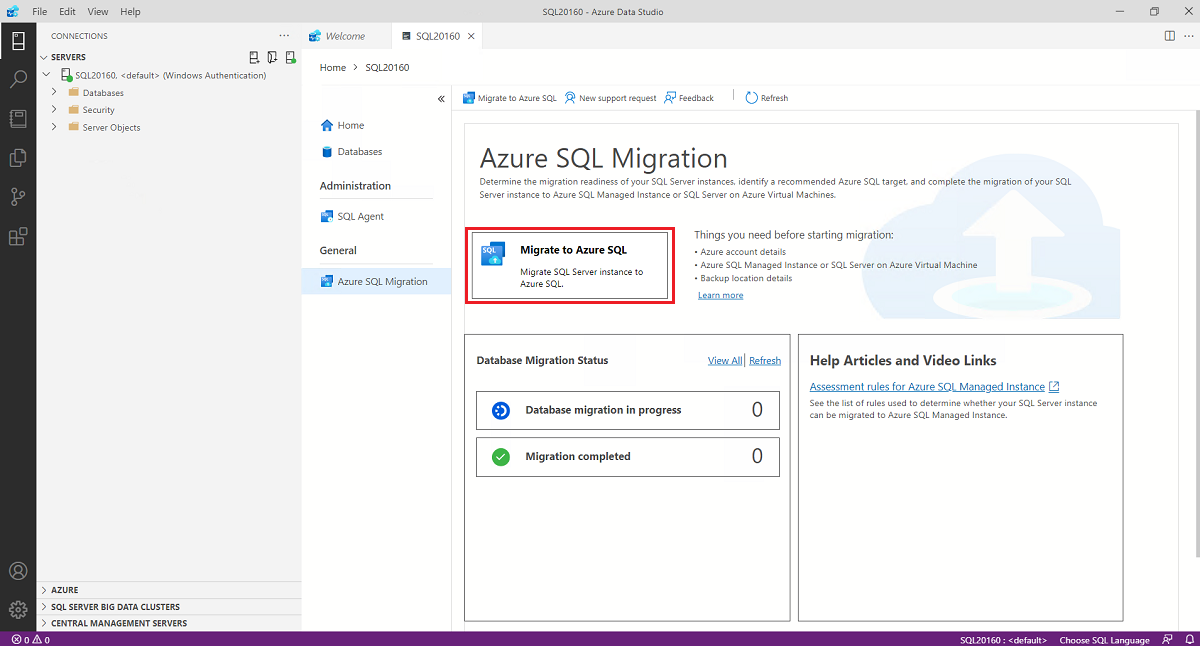 File Edit View Help
SQL20160 - Azure Data Studio
CONNECTIONS
SERVERS
SQL20160, <default> (Windows Authentication)
Databases
Security
Server Objects
AZURE
SQL SERVER BIG DATA CLUSTERS
CENTRAL MANAGEMENT SERVERS
Welcome
SQL20160
Home > SQL20160
Home
Databases
Administration
SQL Agent
General
Azure SQL Migration
Migrate to Azure SQL New support request Feedback Refresh
Azure SQL Migration
Determine the migration readiness of your SQL Server instances, identify a recommended Azure SQL target, and complete the migration of your SQL
Server instance to Azure SQL Managed Instance or SQL Server on Azure Virtual Machines.
SQL
Migrate to Azure SQL
Migrate SQL Server instance to
Azure SQL.
Things you need before starting migration:
• Azure account details
• Azure SQL Managed Instance or SQL Server on Azure Virtual Machine
• Backup location details
Learn more
Database Migration Status
View All | Refresh
Database migration in progress 0
Migration completed 0
Help Articles and Video Links
Assessment rules for Azure SQL Managed Instance
See the list of rules used to determine whether your SQL Server instance
can be migrated to Azure SQL Managed Instance.
0 0
SQL20160 : <default> Choose SQL Language